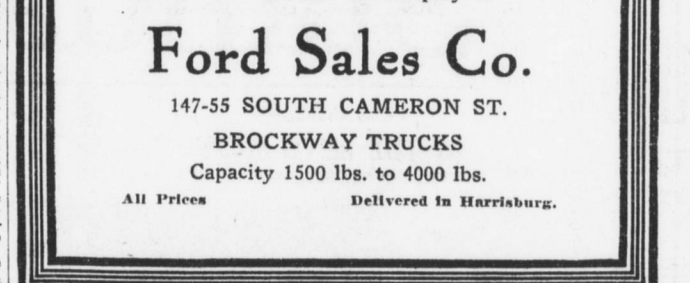 Ford Sales Co.
147-55 SOUTH CAMERON ST.
BROCKWAY TRUCKS
Capacity 1500 lbs. to 4000 lbs.
All Prices Delivered in Harrisburg.